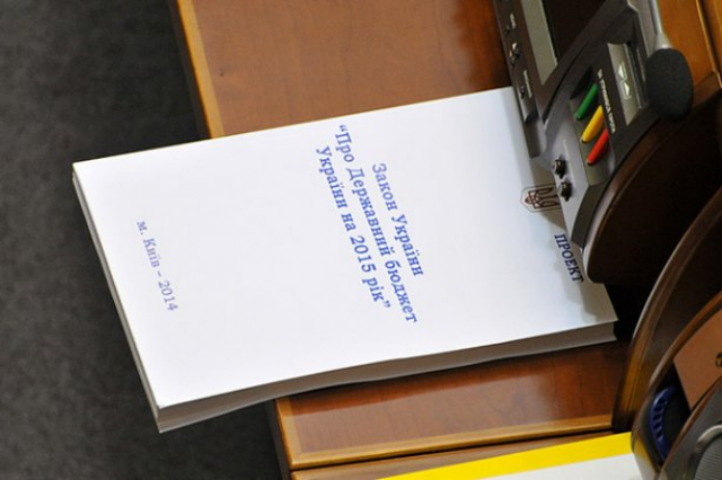 ПРОЕКТ
Закон України
“Про Державний бюджет
України на 2015 рік”
м. Київ – 2014